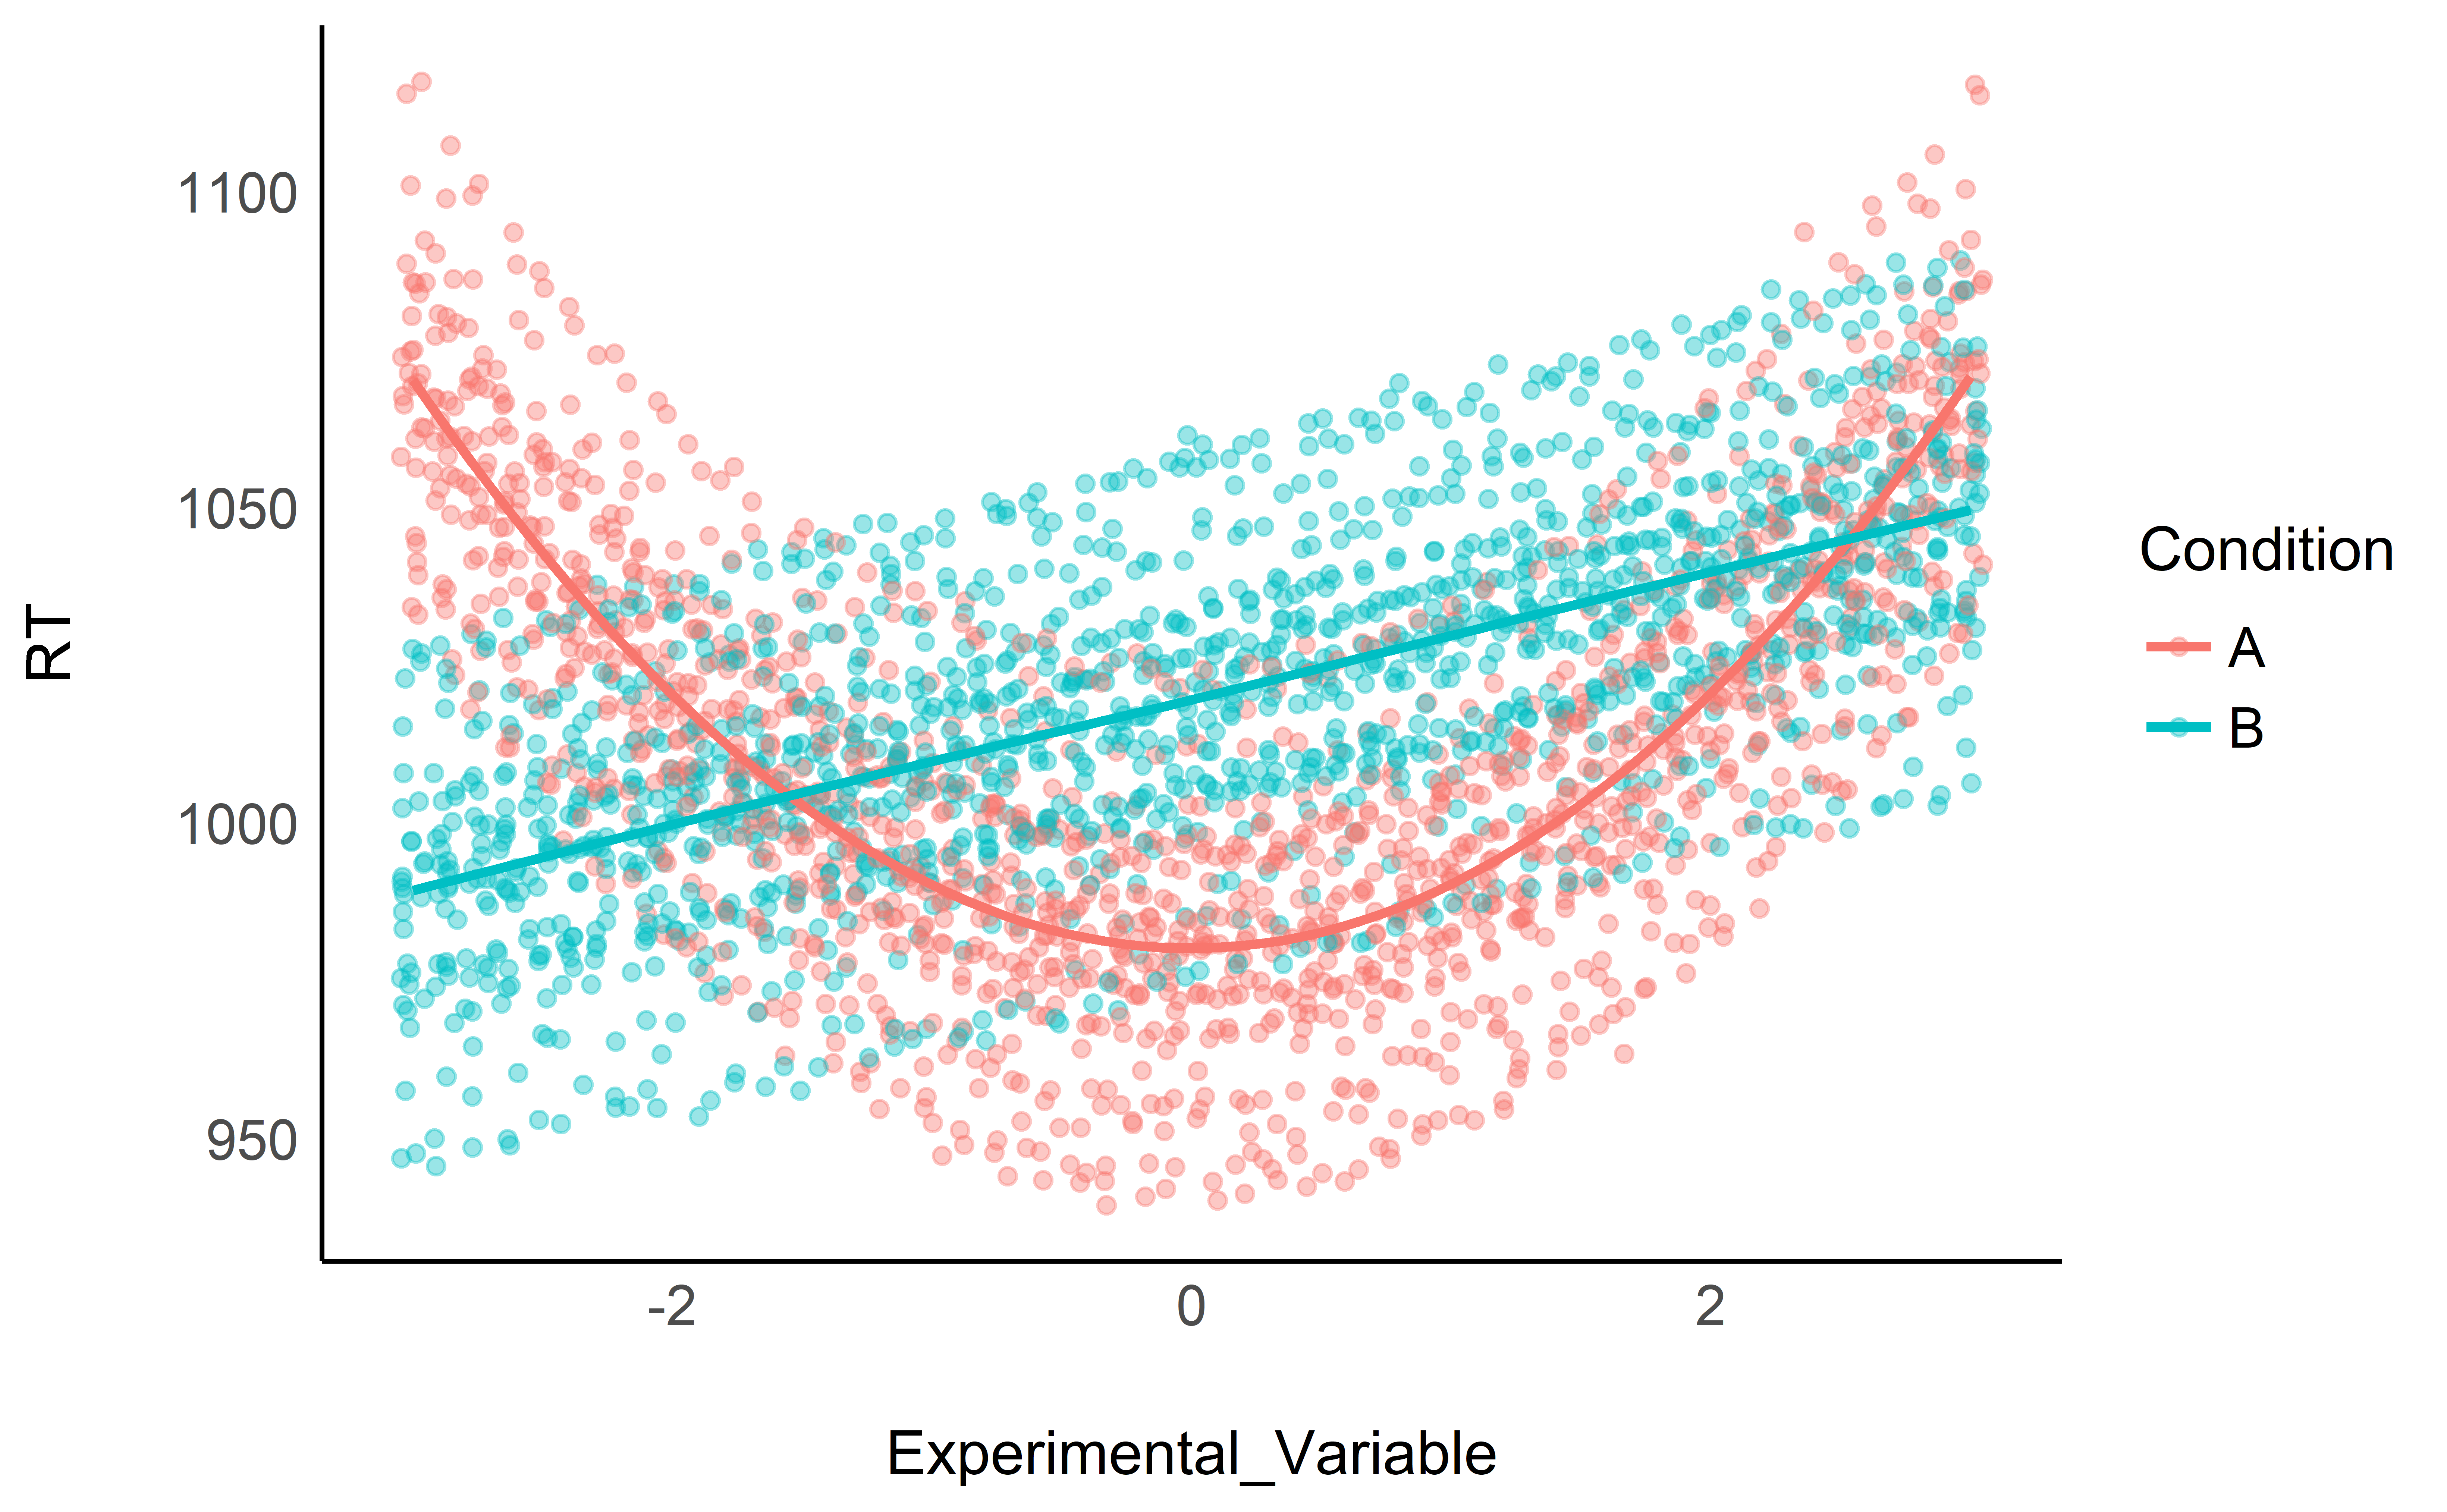 RT
1100
1050
1000
950
-2 0 2
Experimental_Variable
Condition
A
B